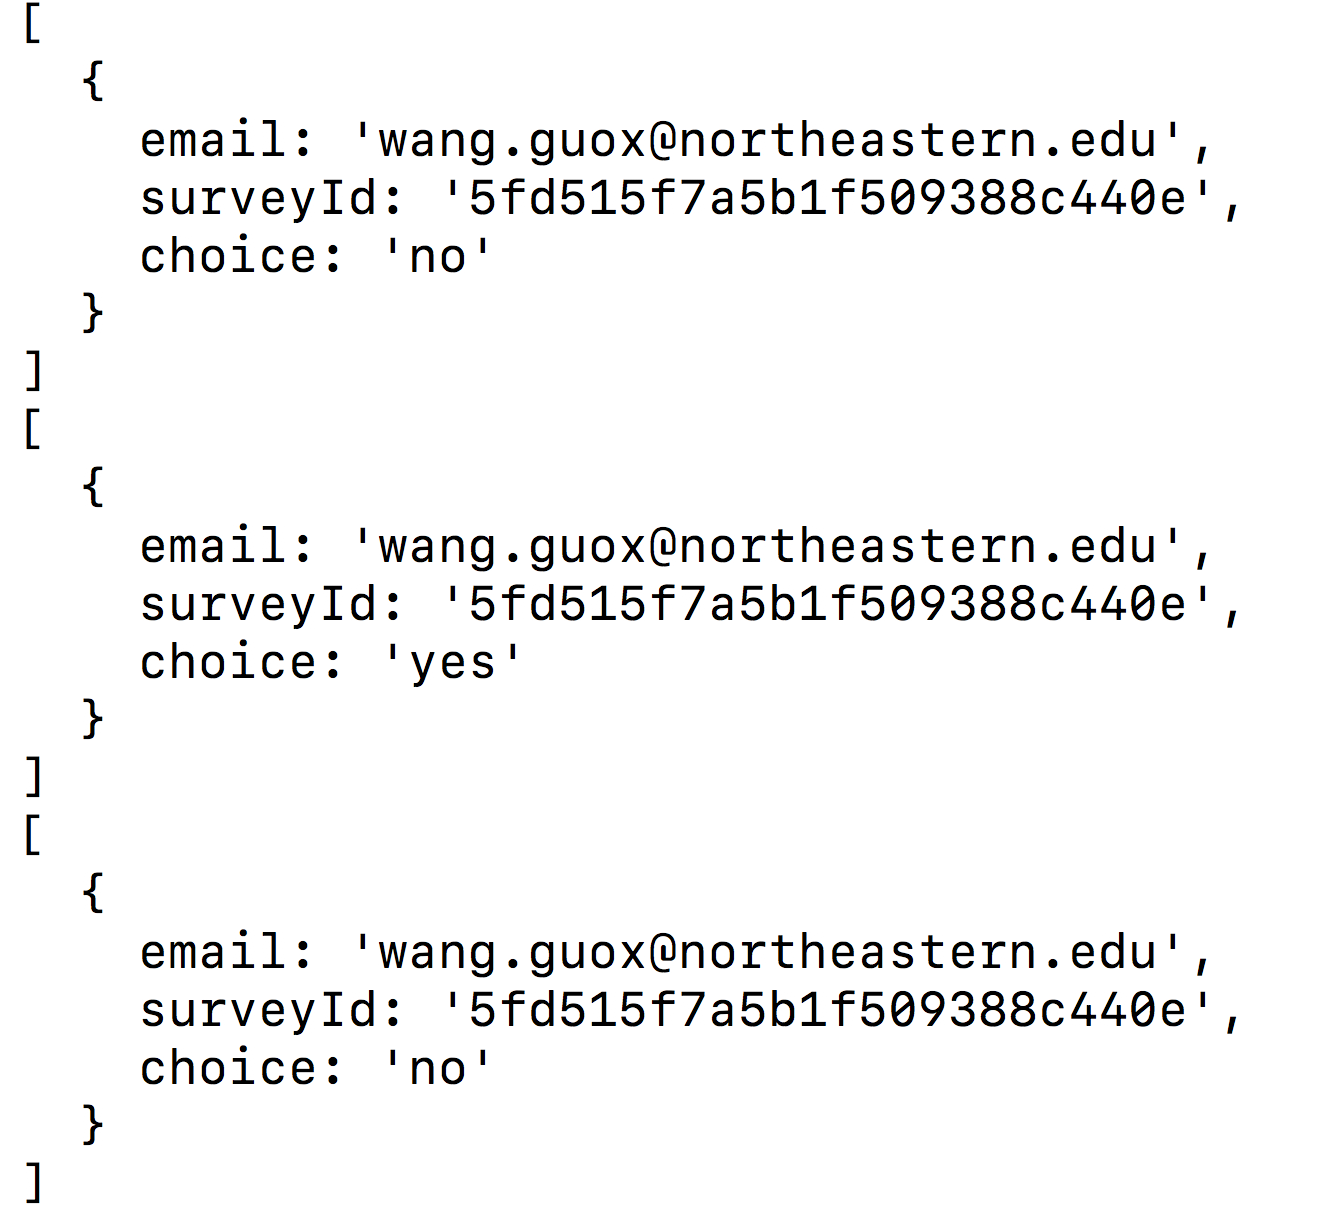 [
  {
    email: 'wang.guox@northeastern.edu',
    surveyId: '5fd515f7a5b1f509388c440e',
    choice: 'no'
  }
]
[
  {
    email: 'wang.guox@northeastern.edu',
    surveyId: '5fd515f7a5b1f509388c440e',
    choice: 'yes'
  }
]
[
  {
    email: 'wang.guox@northeastern.edu',
    surveyId: '5fd515f7a5b1f509388c440e',
    choice: 'no'
  }
]